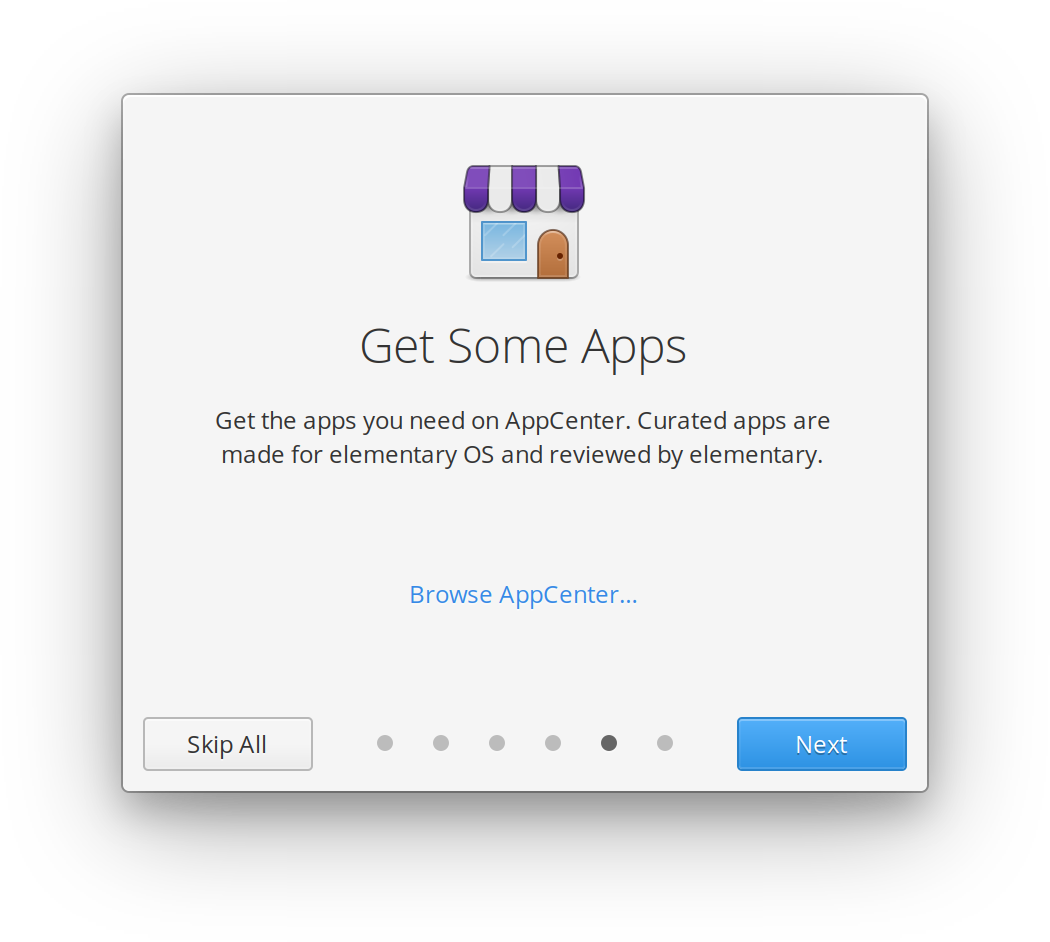 Get Some Apps
Get the apps you need on AppCenter. Curated apps are
made for elementary OS and reviewed by elementary.
Browse AppCenter...
Skip All
Next